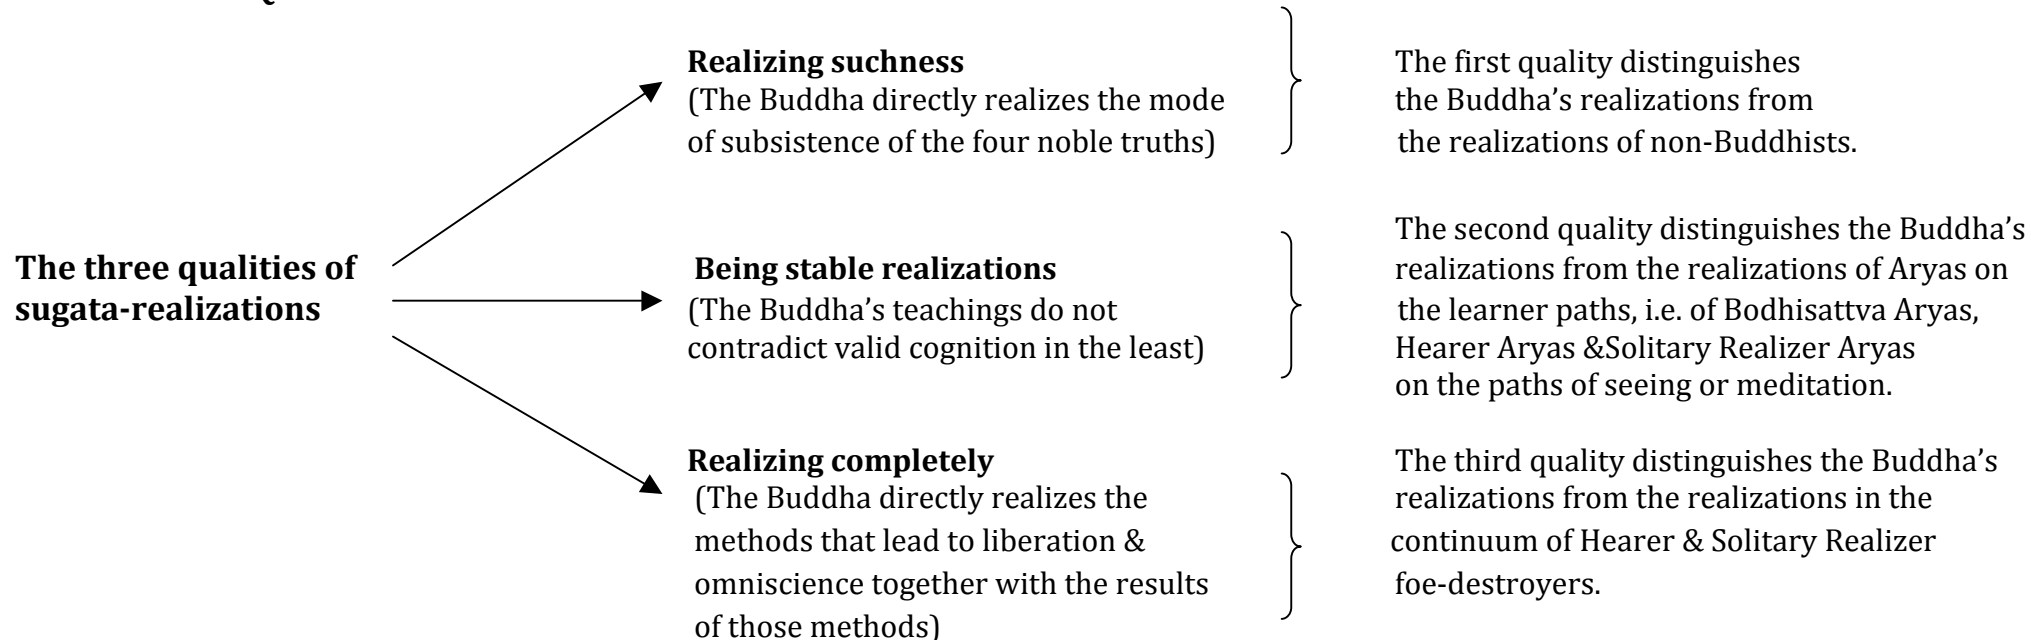 The three qualities of
sugata-realizations
Realizing suchness
(The Buddha directly realizes the mode
of subsistence of the four noble truths)
The first quality distinguishes
the Buddha’s realizations from
the realizations of non-Buddhists.
Being stable realizations
(The Buddha’s teachings do not
contradict valid cognition in the least)
The second quality distinguishes the Buddha’s
realizations from the realizations of Aryas on
the learner paths, i.e. of Bodhisattva Aryas,
Hearer Aryas &Solitary Realizer Aryas
on the paths of seeing or meditation.
Realizing completely
(The Buddha directly realizes the
methods that lead to liberation &
omniscience together with the results
of those methods)
The third quality distinguishes the Buddha’s
realizations from the realizations in the
continuum of Hearer & Solitary Realizer
foe-destroyers.